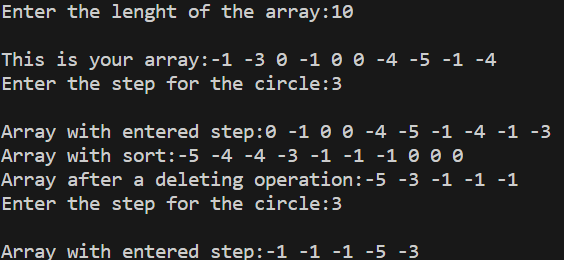 Enter the lenght of the array:10
This is your array:-1 -3 0 -1 0 0 -4 -5 -1 -4
Enter the step for the circle:3
Array with entered step:0 -1 0 0 -4 -5 -1 -4 -1 -3
Array with sort:-5 -4 -4 -3 -1 -1 -1 0 0 0
Array after a deleting operation:-5 -3 -1 -1 -1
Enter the step for the circle:3
Array with entered step:-1 -1 -1 -5 -3